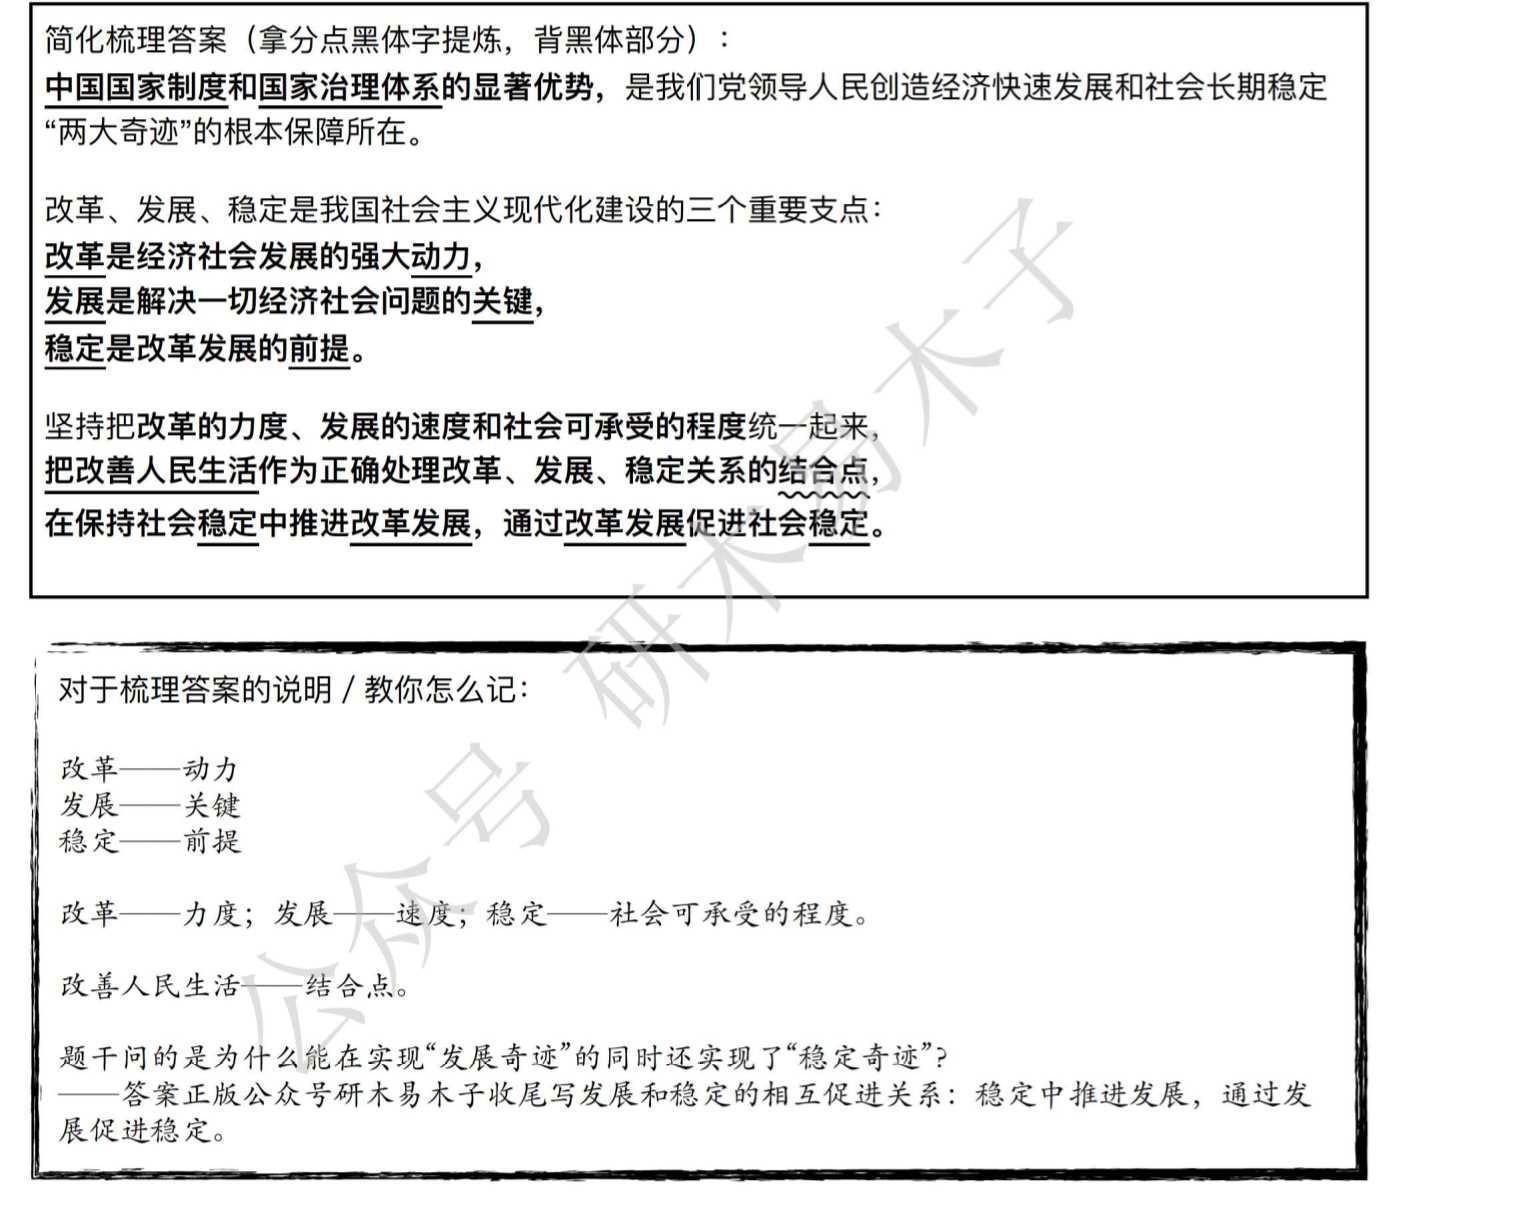 简化梳理答案（拿分点黑体字提炼，背黑体部分）：
中国国家制度和国家治理体系的显著优势，是我们党领导人民创造经济快速发展和社会长期稳定
“两大奇迹”的根本保障所在。
改革、发展、稳定是我国社会主义现代化建设的三个重要支点：
改革是经济社会发展的强大动力，
发展是解决一切经济社会问题的关键，
稳定是改革发展的前提。
坚持把改革的力度、发展的速度和社会可承受的程度统一起来，
把改善人民生活作为正确处理改革、发展、稳定关系的结合点，
在保持社会稳定中推进改革发展，通过改革发展促进社会稳定。
对于梳理答案的说明 / 教你怎么记：
改革——动力
发展——关键
稳定——前提
改革——力度；发展——速度；稳定——社会可承受的程度。
改善人民生活——结合点。
题干问的是为什么能在实现“发展奇迹”的同时还实现了“稳定奇迹”?
——答案正版公众号研木易木子收尾写发展和稳定的相互促进关系：稳定中推进发展，通过发
展促进稳定。
公众号 研木易木子